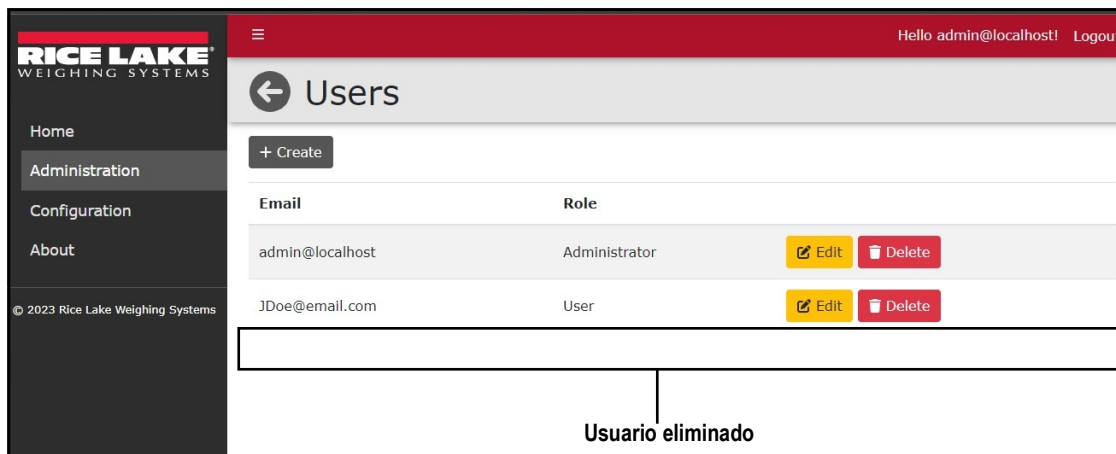 RICE LAKE®
WEIGHING SYSTEMS
Home
Administration
Configuration
About
© 2023 Rice Lake Weighing Systems
Hello admin@localhost! Logout
Users
+ Create
Email Role
admin@localhost Administrator Edit Delete
JDoe@email.com User Edit Delete
Usuario eliminado